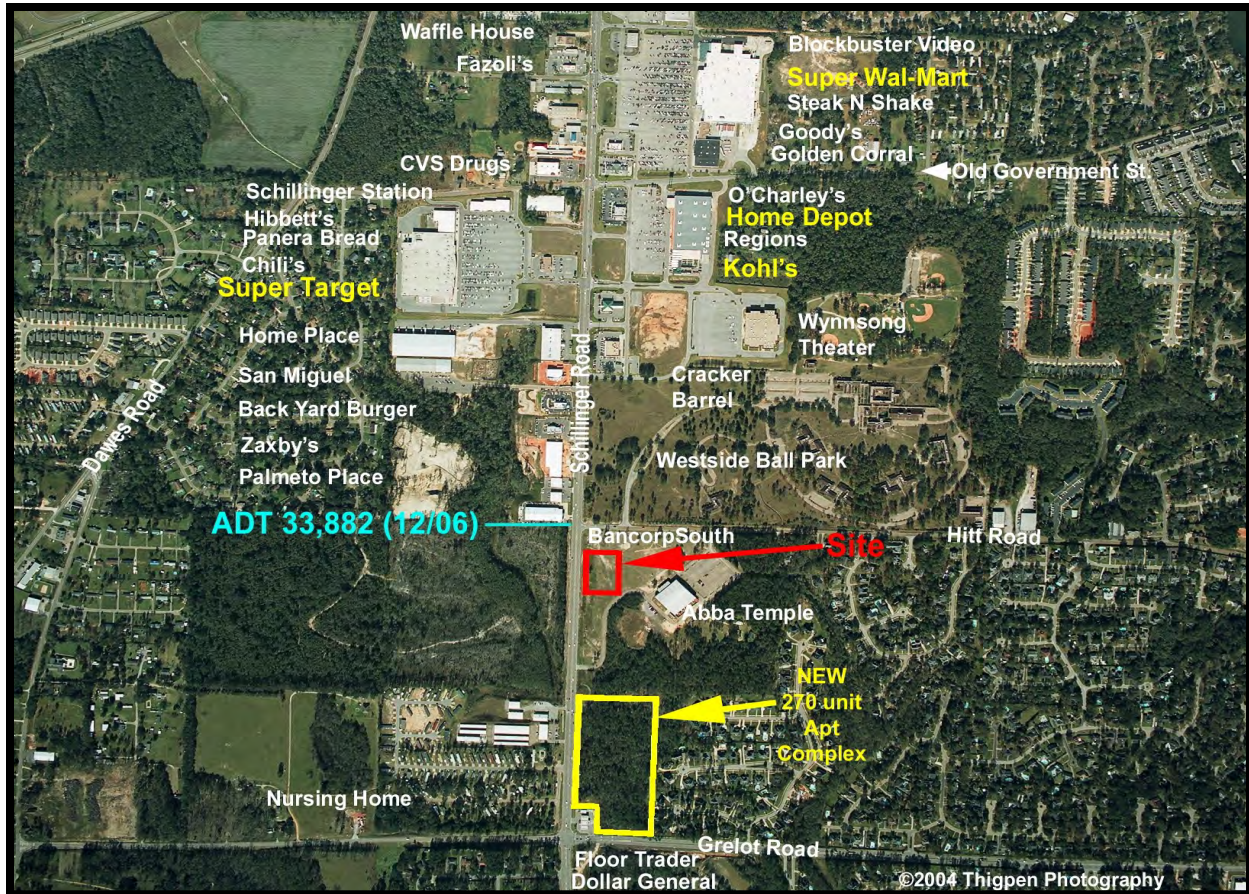 Waffle House
Fazoli's
Blockbuster Video
Super Wal-Mart
Steak N Shake
Goody's
Golden Corral
CVS Drugs
Old Government St.
Schillinger Station
Hibbett's
Panera Bread
Chili's
Super Target
O'Charley's
Home Depot
Regions
Kohl's
Home Place
San Miguel
Back Yard Burger
Zaxby's
Palmeto Place
Wynnsong
Theater
Cracker
Barrel
Westside Ball Park
Schillinger Road
Dawes Road
ADT 33,882 (12/06)
BancorpSouth
Site
Hitt Road
Abba Temple
NEW
270 unit
Apt
Complex
Nursing Home
Grelot Road
Floor Trader
Dollar General
©2004 Thigpen Photography